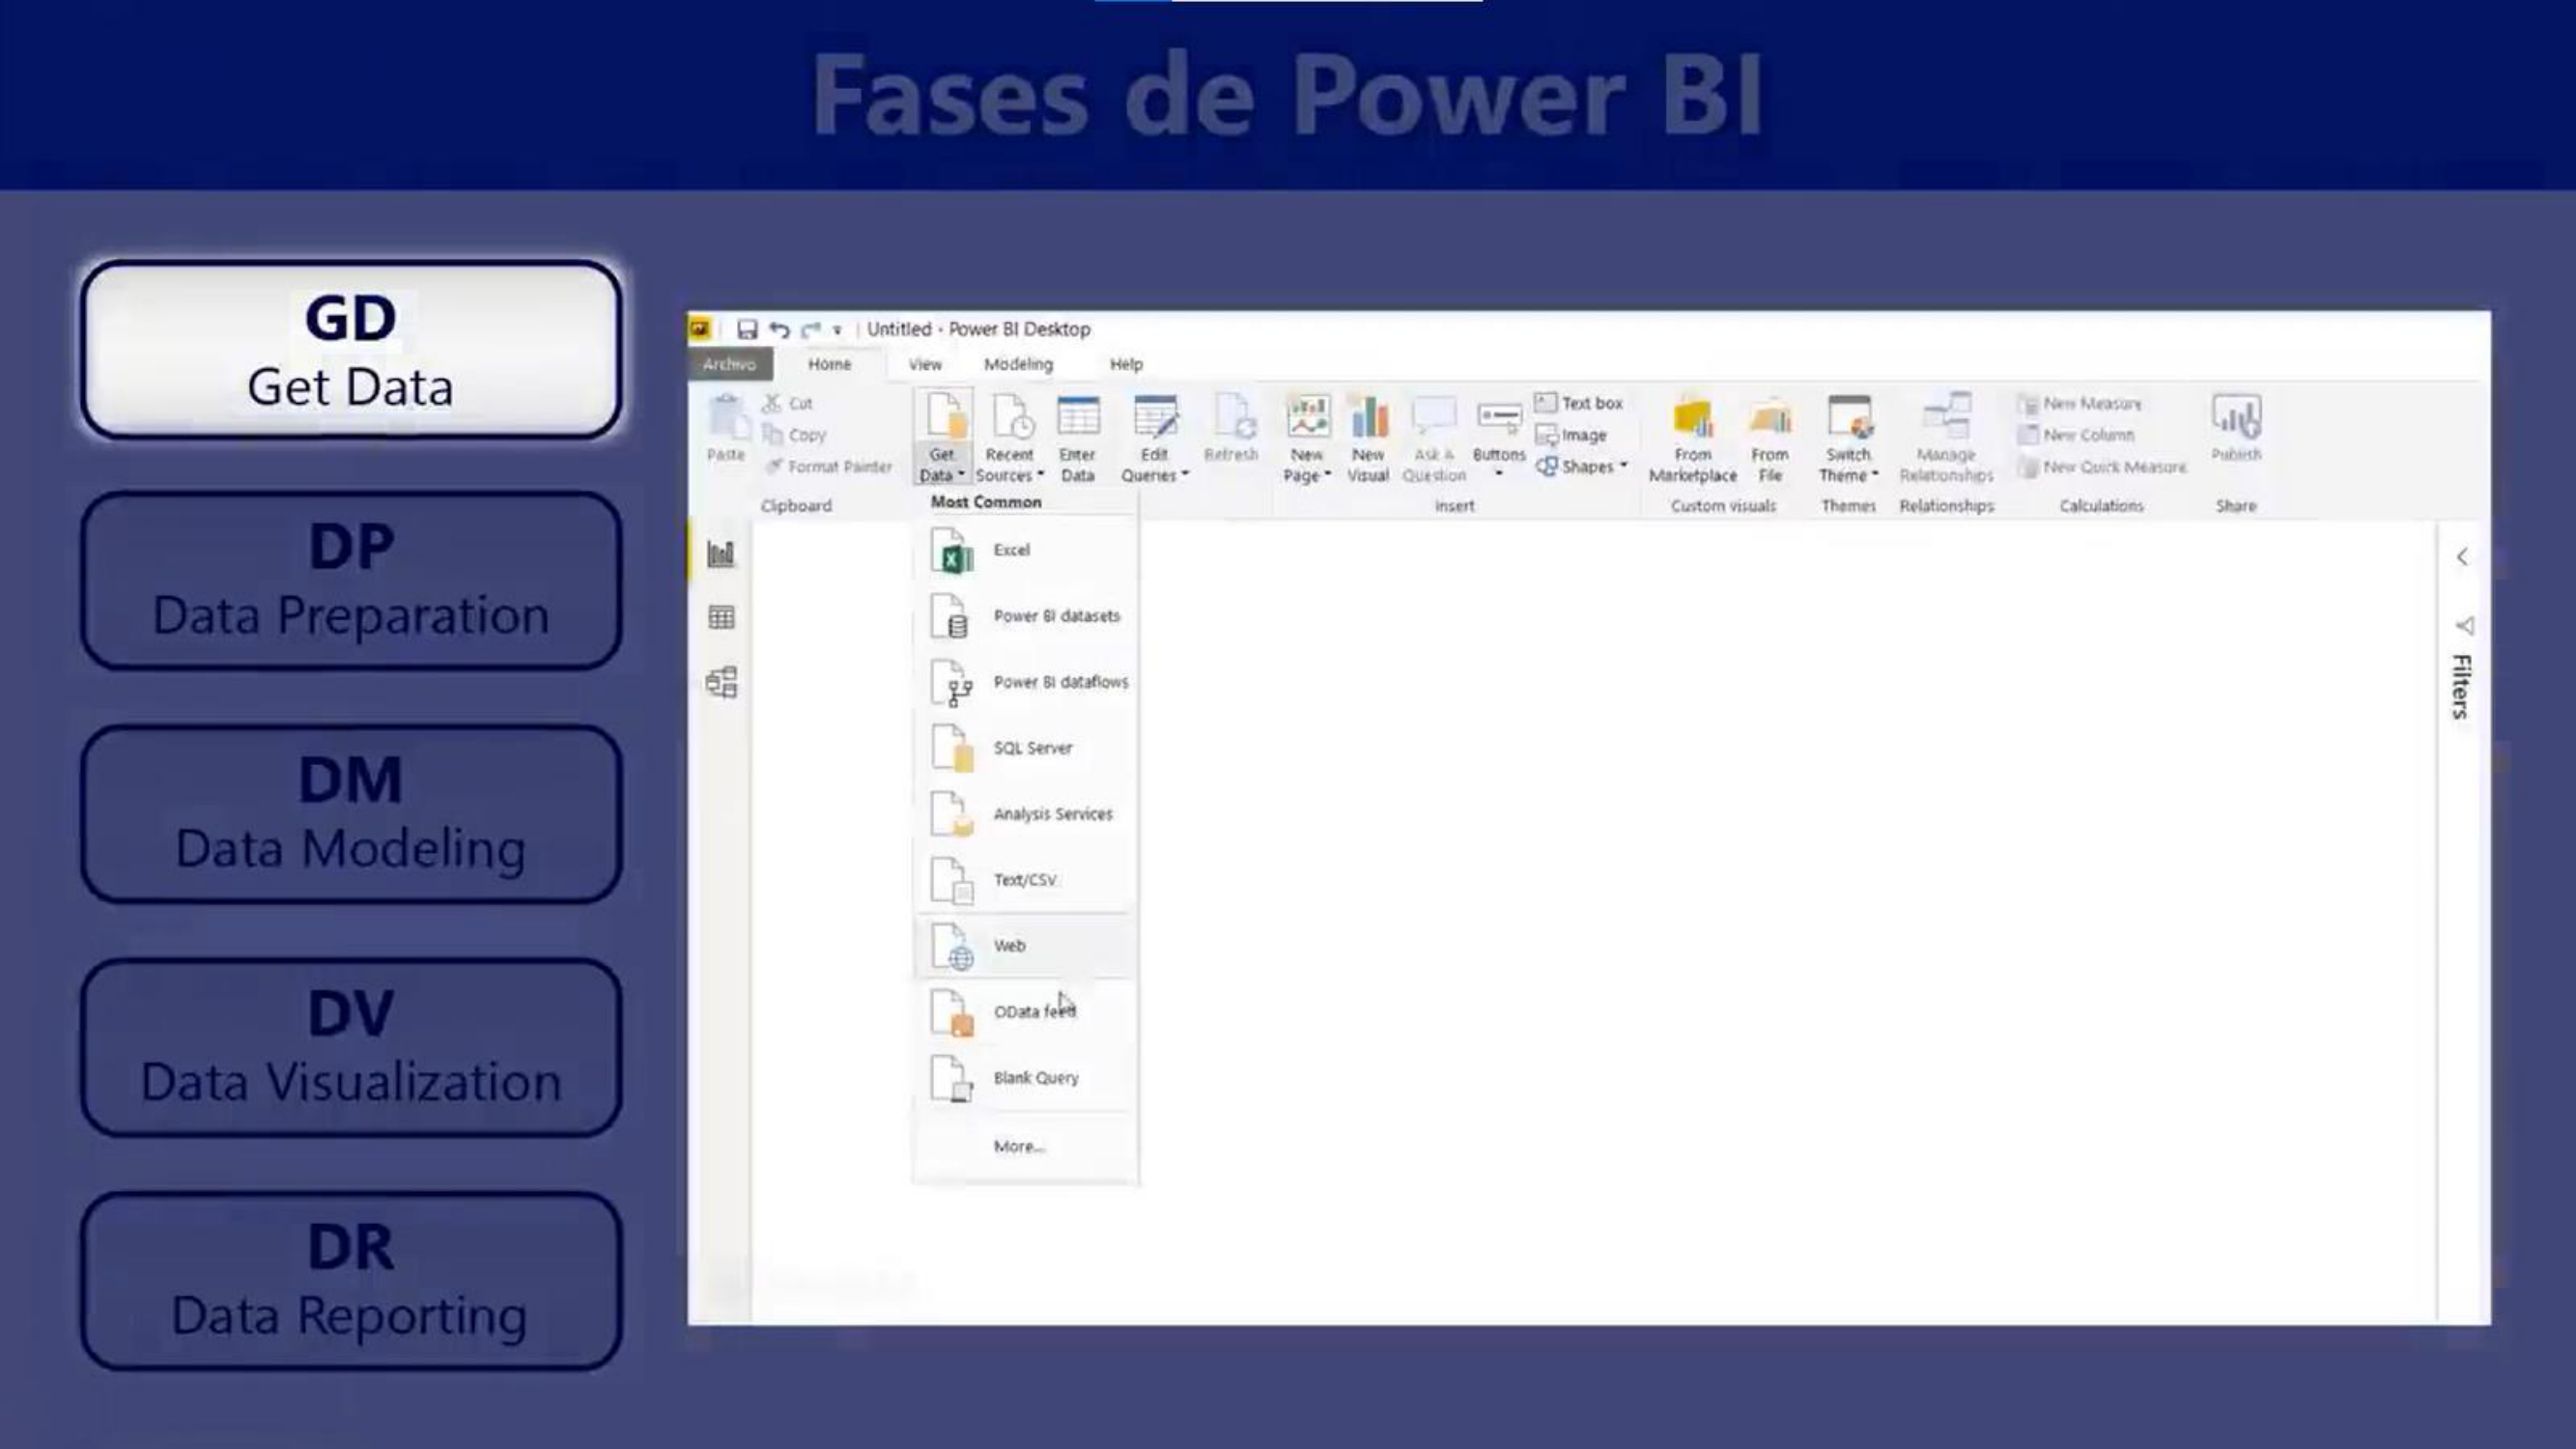 Fases de Power BI
GD
Get Data
DP
Data Preparation
DM
Data Modeling
DV
Data Visualization
DR
Data Reporting
Untitled - Power BI Desktop
Archivo Home View Modeling Help
Paste
Cut
Copy
Format Painter
Clipboard
Get Data
Recent Sources
Enter Data
Edit Queries
Refresh
New Page
New Visual
Ask A Question
Buttons
Text box
Image
Shapes
Insert
From Marketplace
From File
Custom visuals
Switch Theme
Themes
Manage Relationships
Relationships
New Measure
New Column
New Quick Measure
Calculations
Publish
Share
Most Common
Excel
Power BI datasets
Power BI dataflows
SQL Server
Analysis Services
Text/CSV
Web
OData feed
Blank Query
More...
Filters